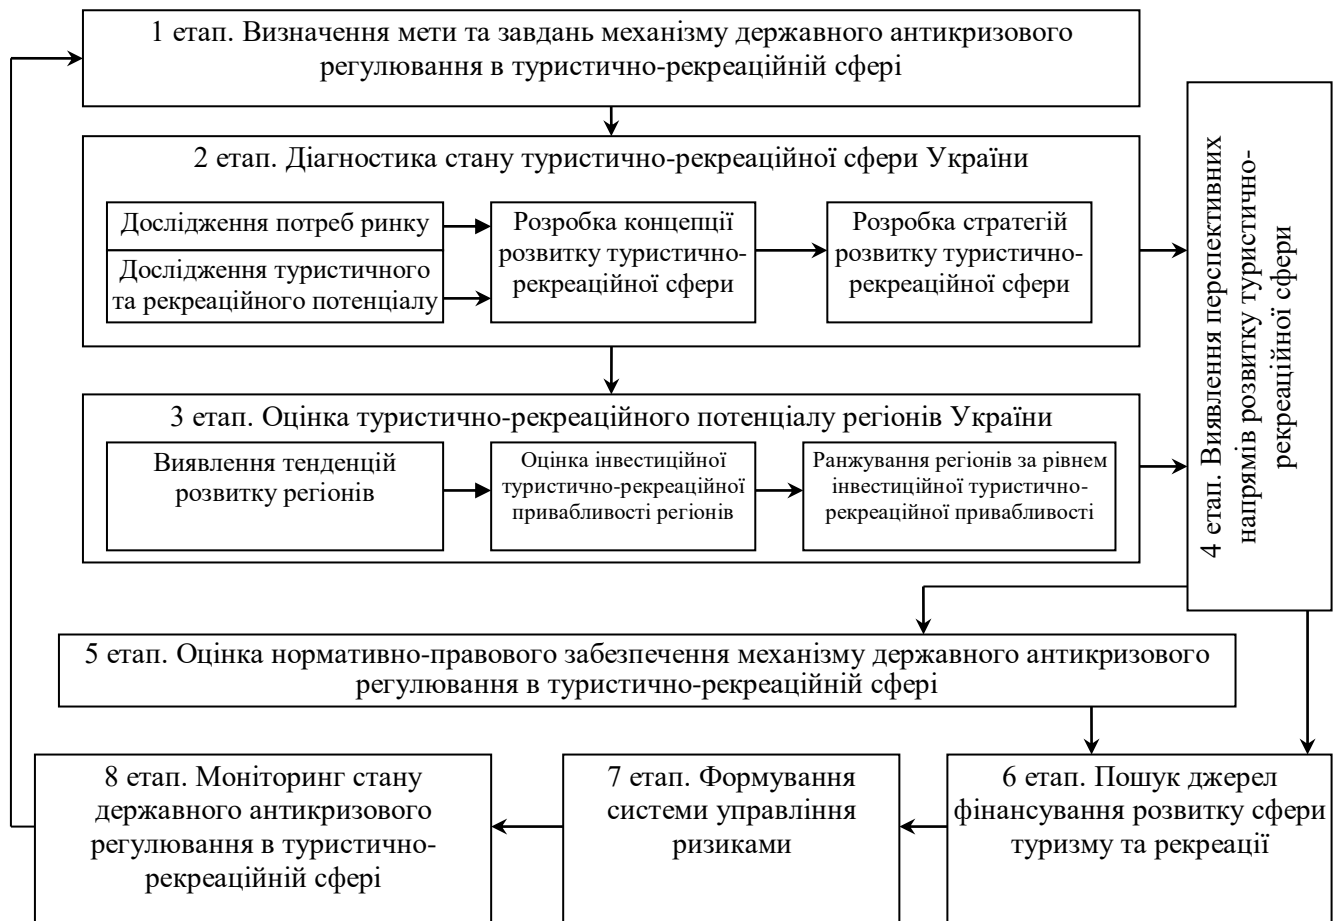 1 етап. Визначення мети та завдань механізму державного антикризового
регулювання в туристично-рекреаційній сфері
2 етап. Діагностика стану туристично-рекреаційної сфери України
Дослідження потреб ринку
Дослідження туристичного
та рекреаційного потенціалу
Розробка концепції
розвитку туристично-
рекреаційної сфери
Розробка стратегій
розвитку туристично-
рекреаційної сфери
3 етап. Оцінка туристично-рекреаційного потенціалу регіонів України
Виявлення тенденцій
розвитку регіонів
Оцінка інвестиційної
туристично-рекреаційної
привабливості регіонів
Ранжування регіонів за рівнем
інвестиційної туристично-
рекреаційної привабливості
4 етап. Виявлення перспективних
напрямів розвитку туристично-
рекреаційної сфери
5 етап. Оцінка нормативно-правового забезпечення механізму державного антикризового
регулювання в туристично-рекреаційній сфері
6 етап. Пошук джерел
фінансування розвитку сфери
туризму та рекреації
7 етап. Формування
системи управління
ризиками
8 етап. Моніторинг стану
державного антикризового
регулювання в туристично-
рекреаційній сфері